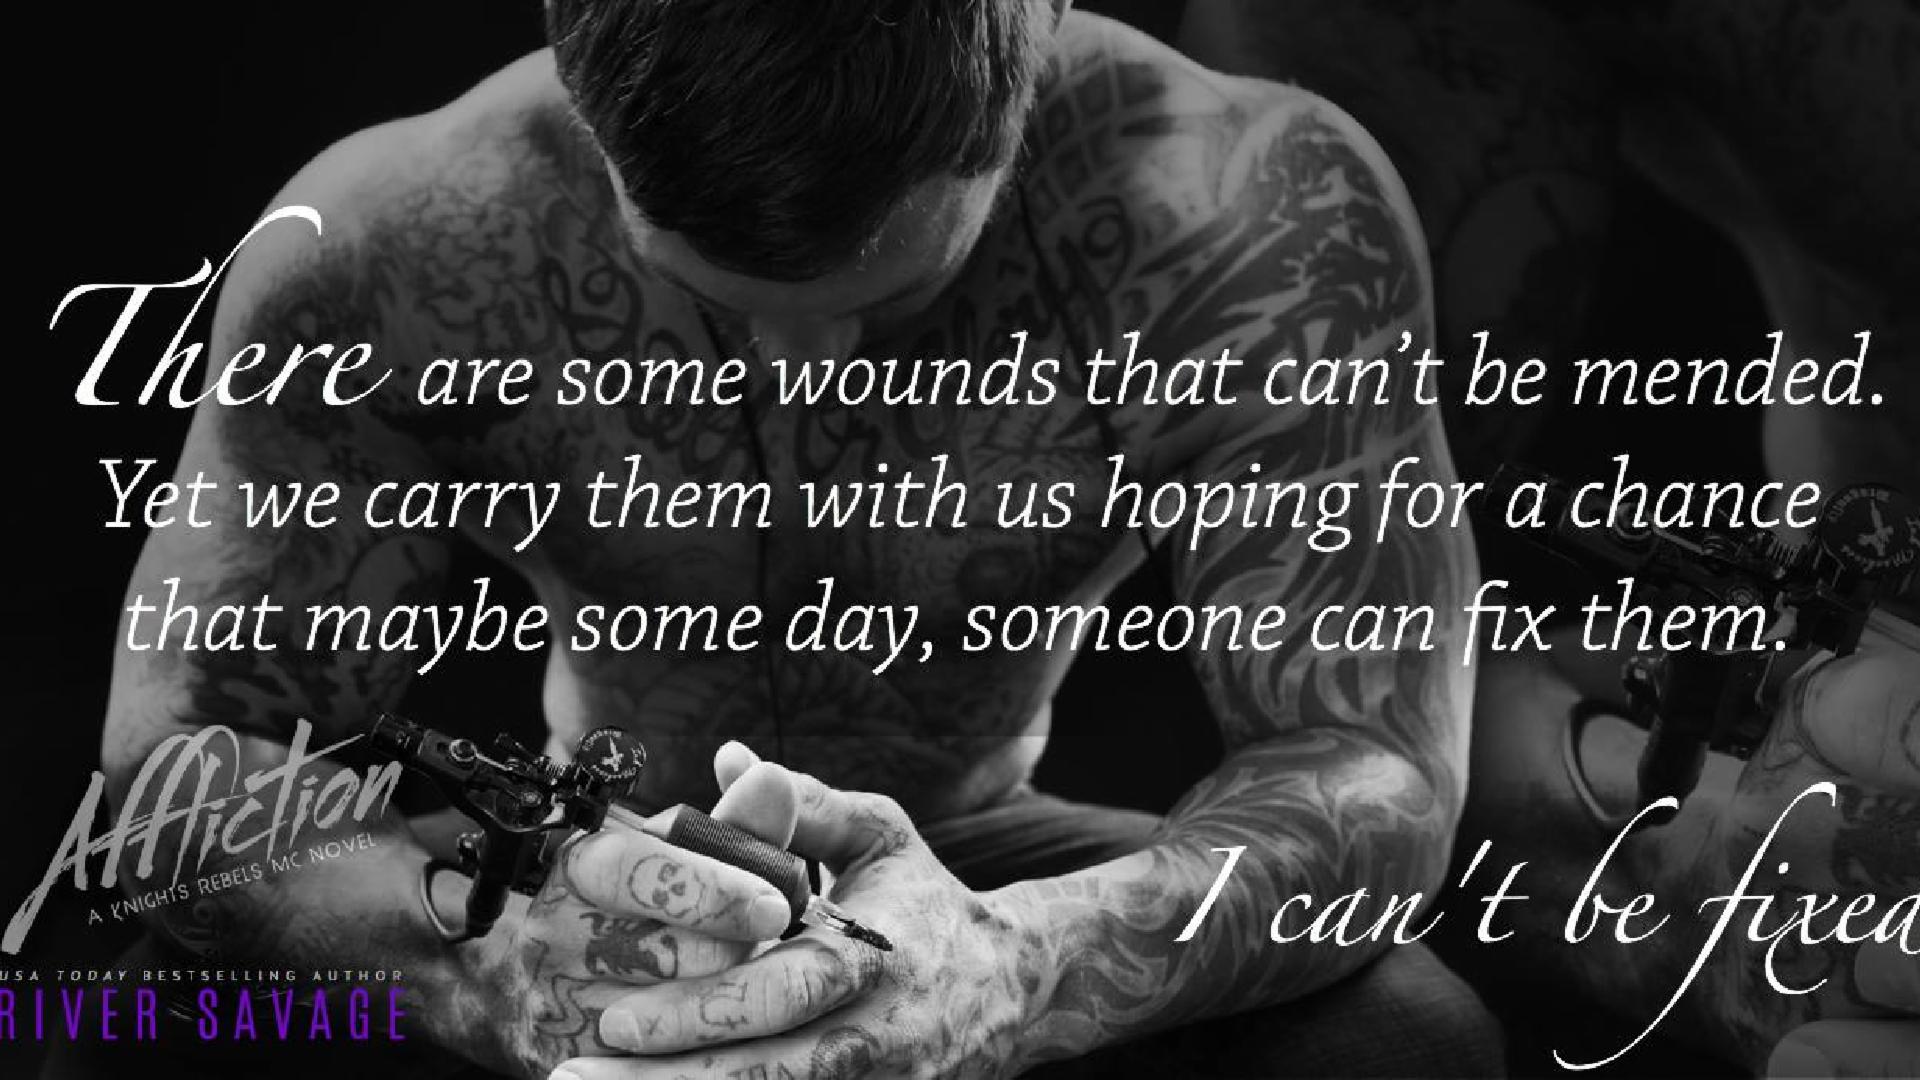 There are some wounds that can't be mended.
Yet we carry them with us hoping for a chance
that maybe some day, someone can fix them.
I can't be fixed
Affliction
A KNIGHTS REBELS MC NOVEL
USA TODAY BESTSELLING AUTHOR
RIVER SAVAGE